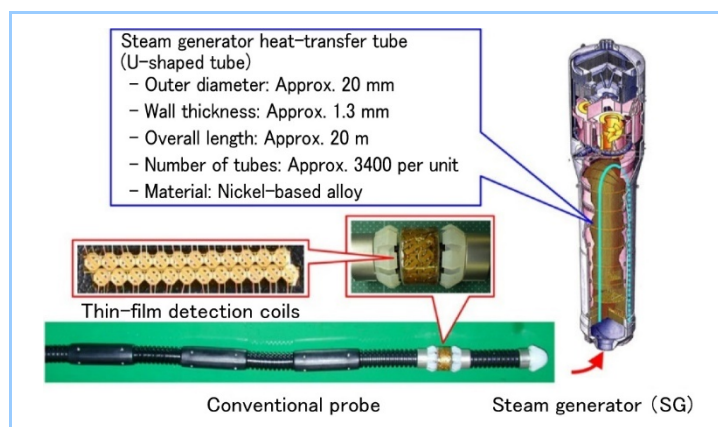 Steam generator heat-transfer tube
(U-shaped tube)
- Outer diameter: Approx. 20 mm
- Wall thickness: Approx. 1.3 mm
- Overall length: Approx. 20 m
- Number of tubes: Approx. 3400 per unit
- Material: Nickel-based alloy
Thin-film detection coils
Conventional probe
Steam generator (SG)